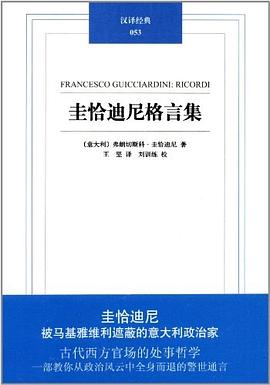 汉译经典
053
FRANCESCO GUICCIARDINI: RICORDI
圭恰迪尼格言集
〔意大利〕弗朗切斯科·圭恰迪尼 著
王坚 译 刘训练 校
圭恰迪尼
被马基雅维利遮蔽的意大利政治家
古代西方官场的处事哲学
一部教你从政治风云中全身而退的警世通言